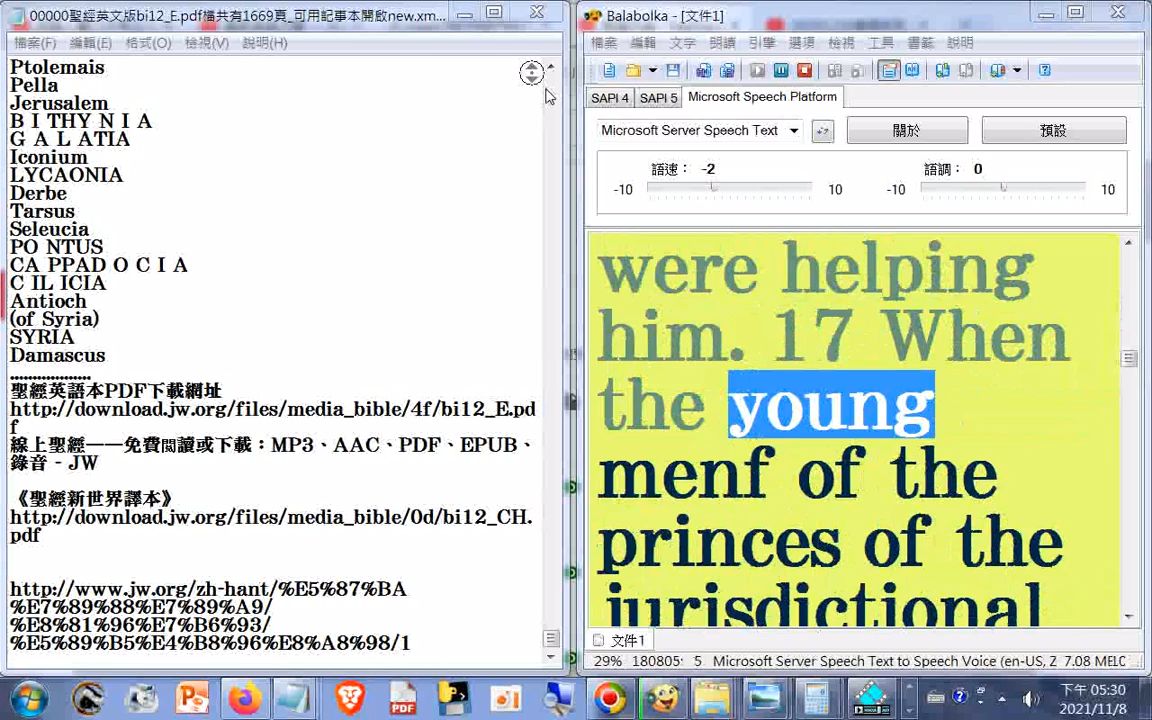 00000聖經英文版bi12_E.pdf檔共有1669頁_可用記事本開啟new.xm...
檔案(F) 編輯(E) 格式(O) 檢視(V) 說明(H)
Ptolemais
Pella
Jerusalem
B I THY N I A
G A L ATIA
Iconium
LYCAONIA
Derbe
Tarsus
Seleucia
PO NTUS
CA PPAD O C I A
C IL ICIA
Antioch
(of Syria)
SYRIA
Damascus
..................
聖經英語本PDF下載網址
http://download.jw.org/files/media_bible/4f/bi12_E.pd
f
線上聖經——免費閱讀或下載：MP3、AAC、PDF、EPUB、
錄音 - JW
《聖經新世界譯本》
http://download.jw.org/files/media_bible/0d/bi12_CH.
pdf
http://www.jw.org/zh-hant/%E5%87%BA
%E7%89%88%E7%89%A9/
%E8%81%96%E7%B6%93/
%E5%89%B5%E4%B8%96%E8%A8%98/1
Balabolka - [文件1]
檔案 編輯 文字 朗讀 引擎 選項 檢視 工具 書籤 說明
SAPI 4 SAPI 5 Microsoft Speech Platform
Microsoft Server Speech Text 關於 預設
語速： -2 語調： 0
-10 10 -10 10
were helping
him. 17 When
the young
menf of the
princes of the
jurisdictional
文件1
29% 180805: 5 Microsoft Server Speech Text to Speech Voice (en-US, Z 7.08 MELC
PDF
下午 05:30
2021/11/8